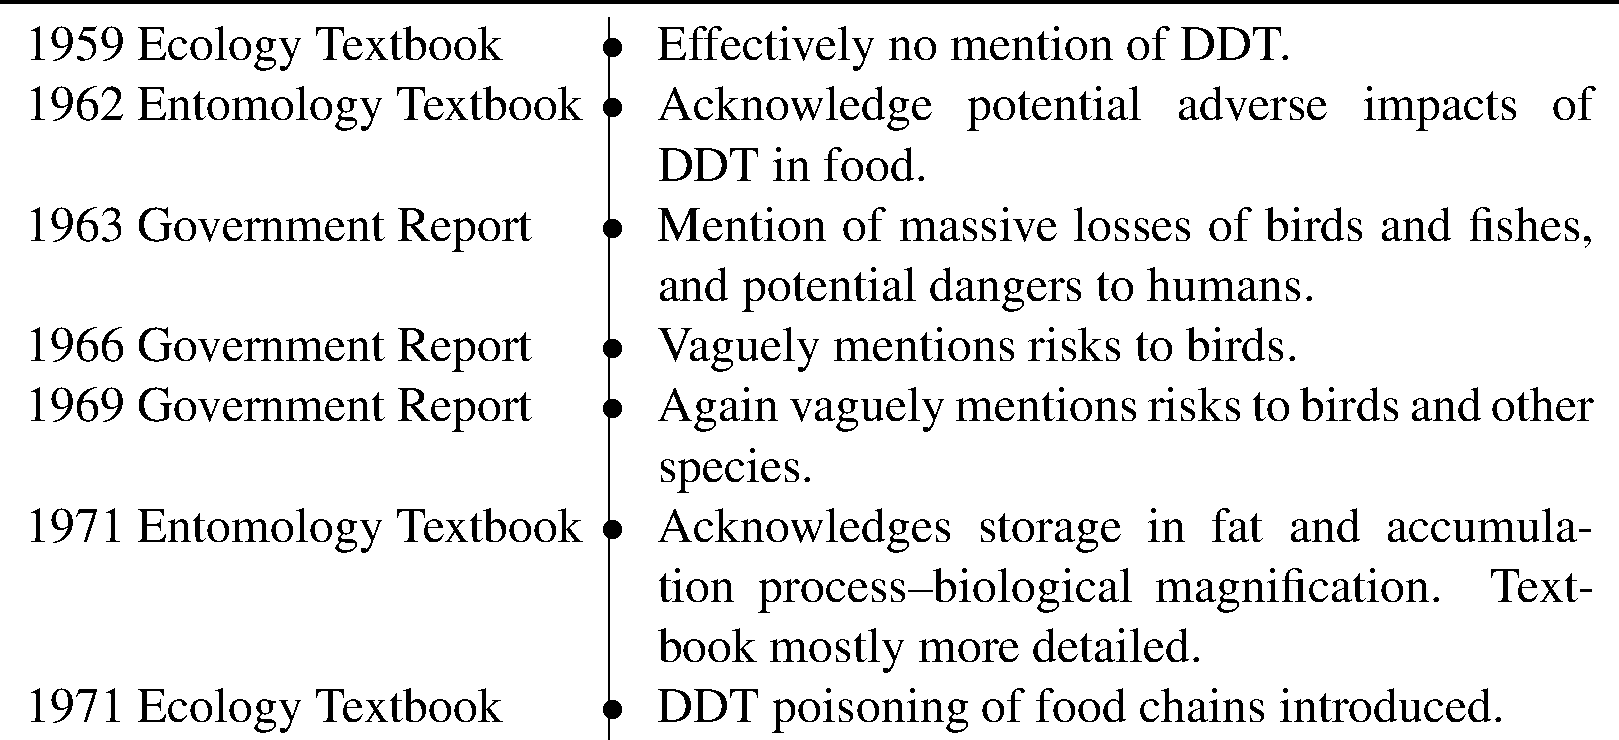 1959 Ecology Textbook • Effectively no mention of DDT.
1962 Entomology Textbook • Acknowledge potential adverse impacts of
DDT in food.
1963 Government Report • Mention of massive losses of birds and fishes,
and potential dangers to humans.
1966 Government Report • Vaguely mentions risks to birds.
1969 Government Report • Again vaguely mentions risks to birds and other
species.
1971 Entomology Textbook • Acknowledges storage in fat and accumula-
tion process–biological magnification. Text-
book mostly more detailed.
1971 Ecology Textbook • DDT poisoning of food chains introduced.